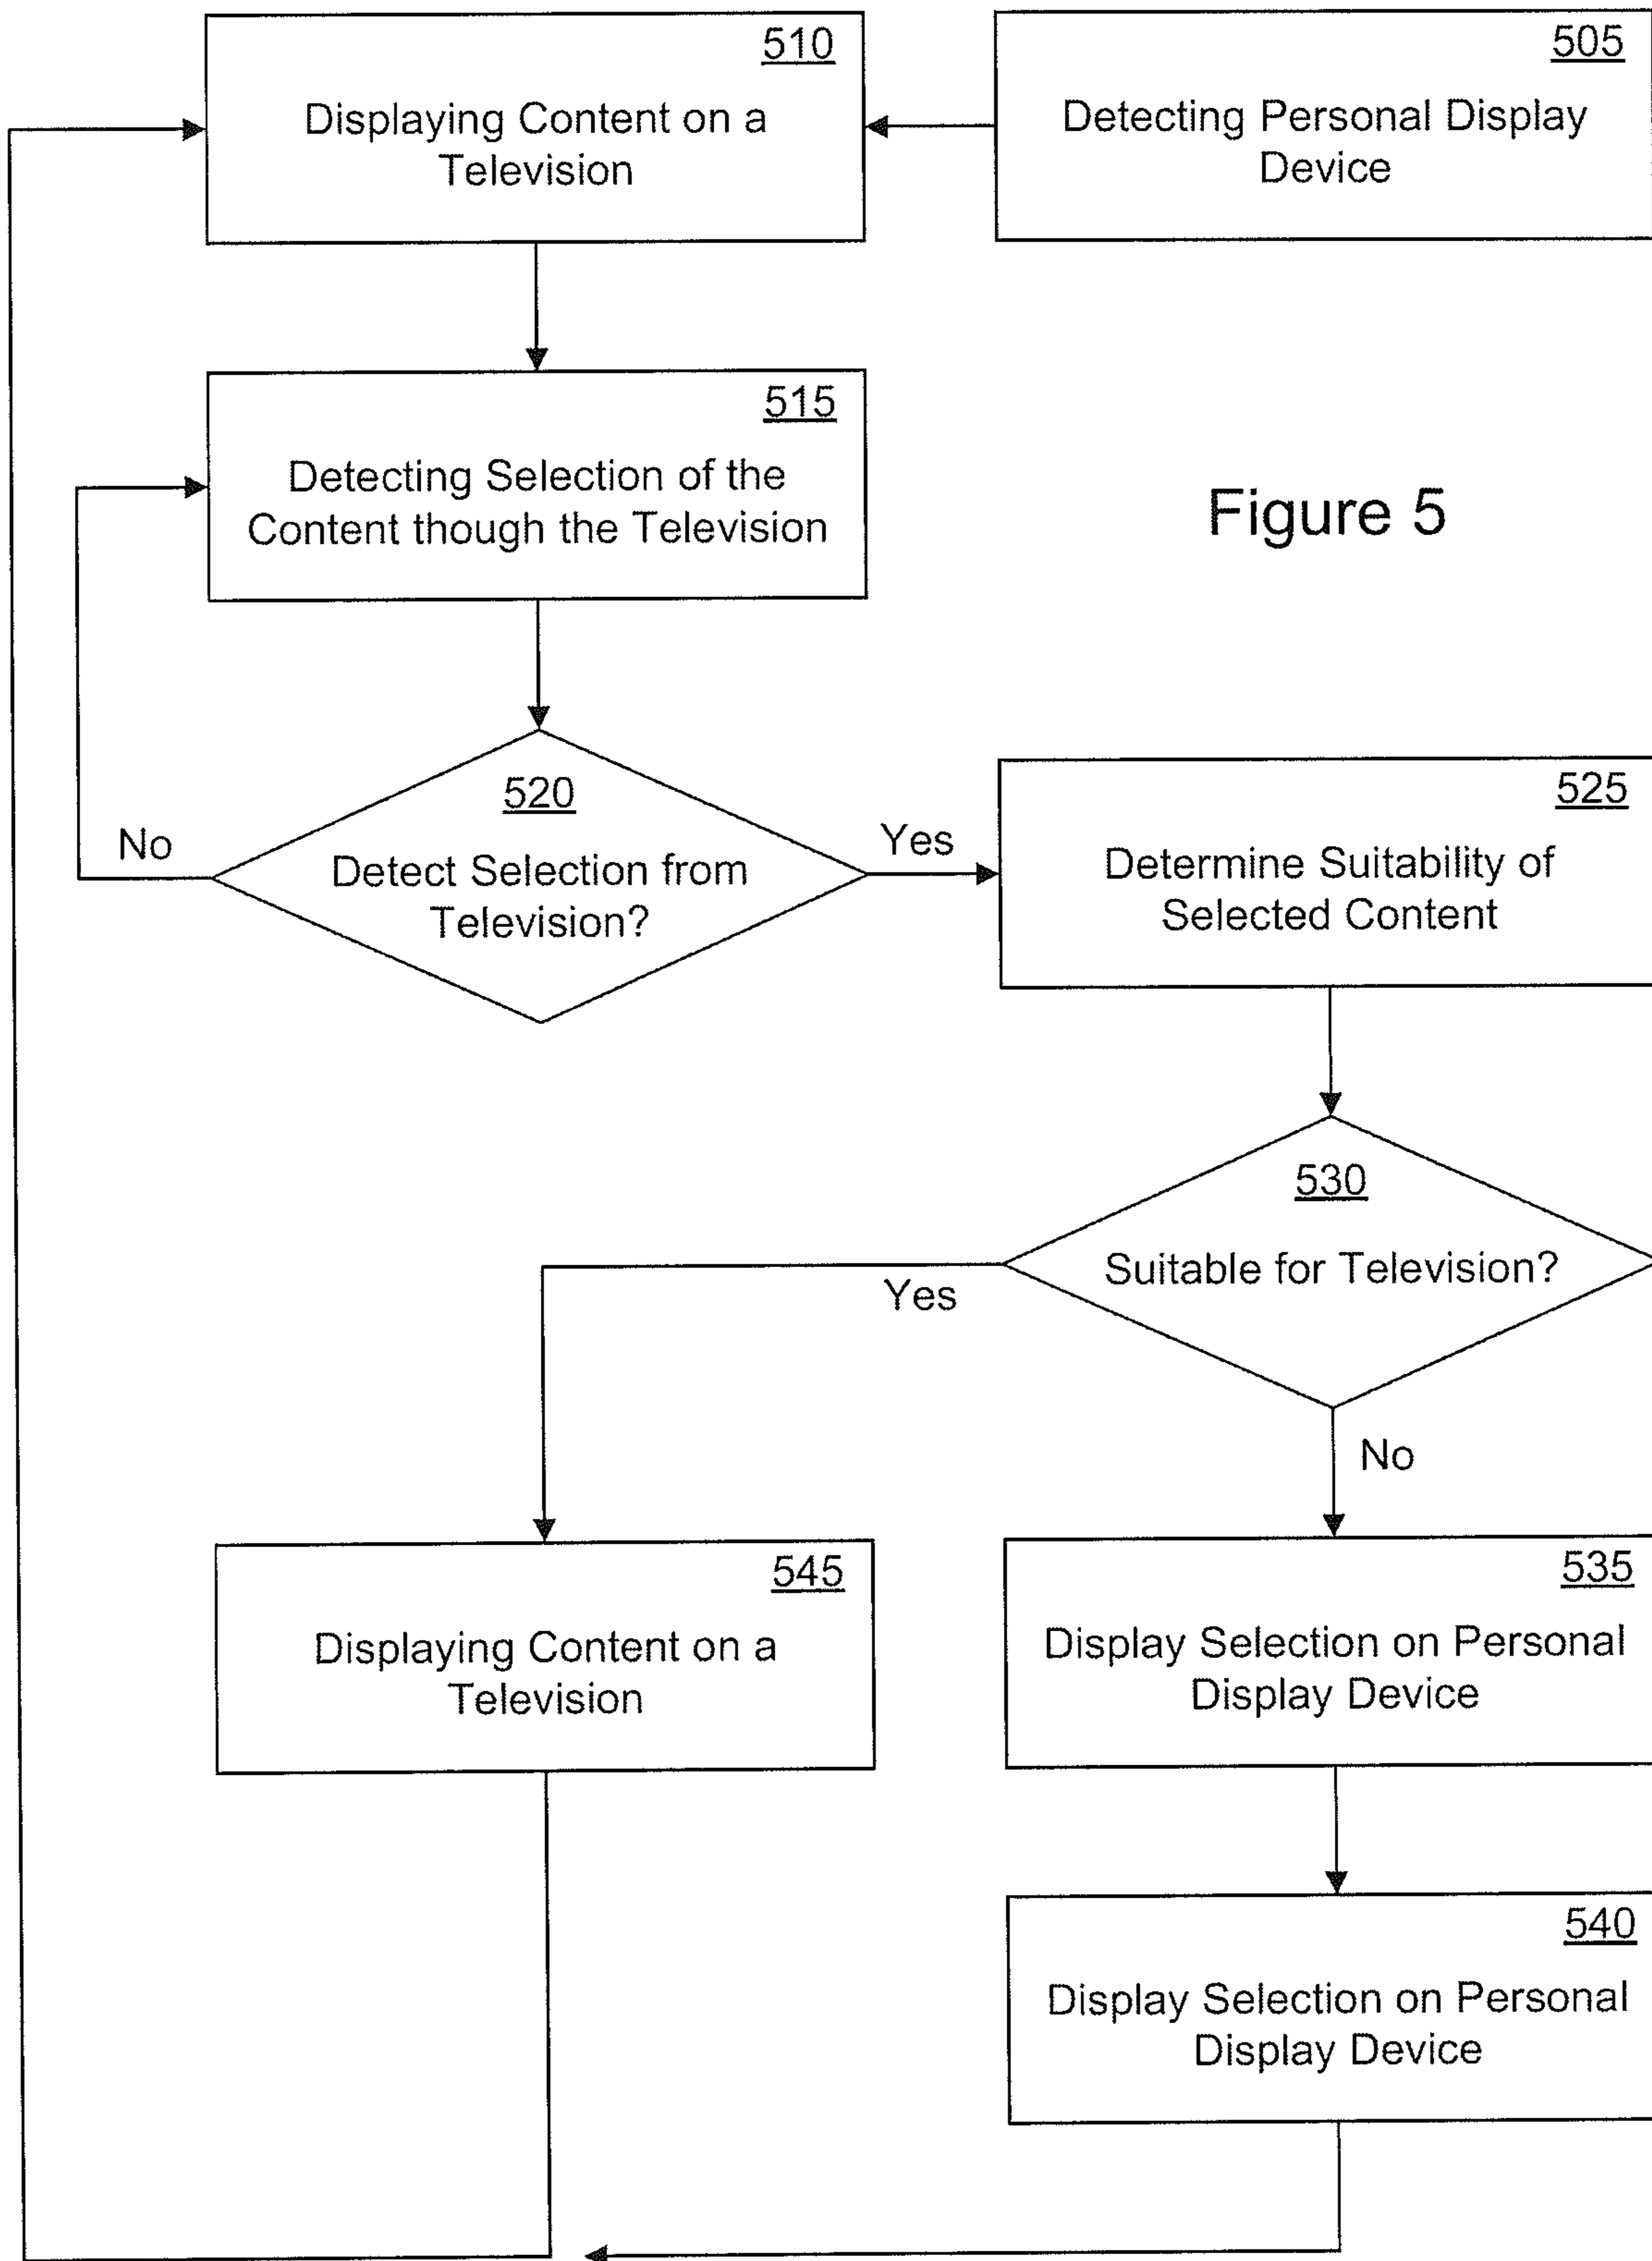 510
Displaying Content on a
Television
505
Detecting Personal Display
Device
515
Detecting Selection of the
Content though the Television
Figure 5
520
Detect Selection from
Television?
No
Yes
525
Determine Suitability of
Selected Content
530
Suitable for Television?
Yes
No
545
Displaying Content on a
Television
535
Display Selection on Personal
Display Device
540
Display Selection on Personal
Display Device